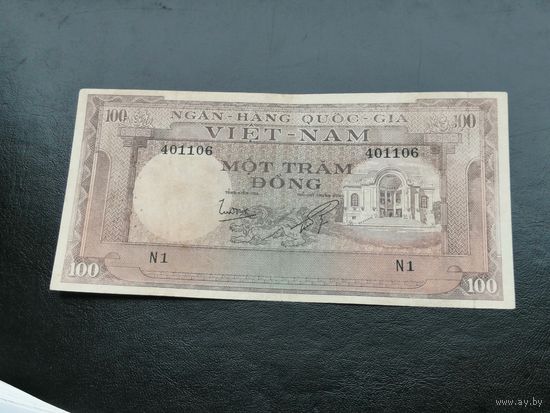 100 NGÂN-HÀNG QUỐC-GIA 100
VIỆT-NAM
401106 401106
MỘT TRĂM
ĐỒNG
N1 N1
100 100
www.ay.by